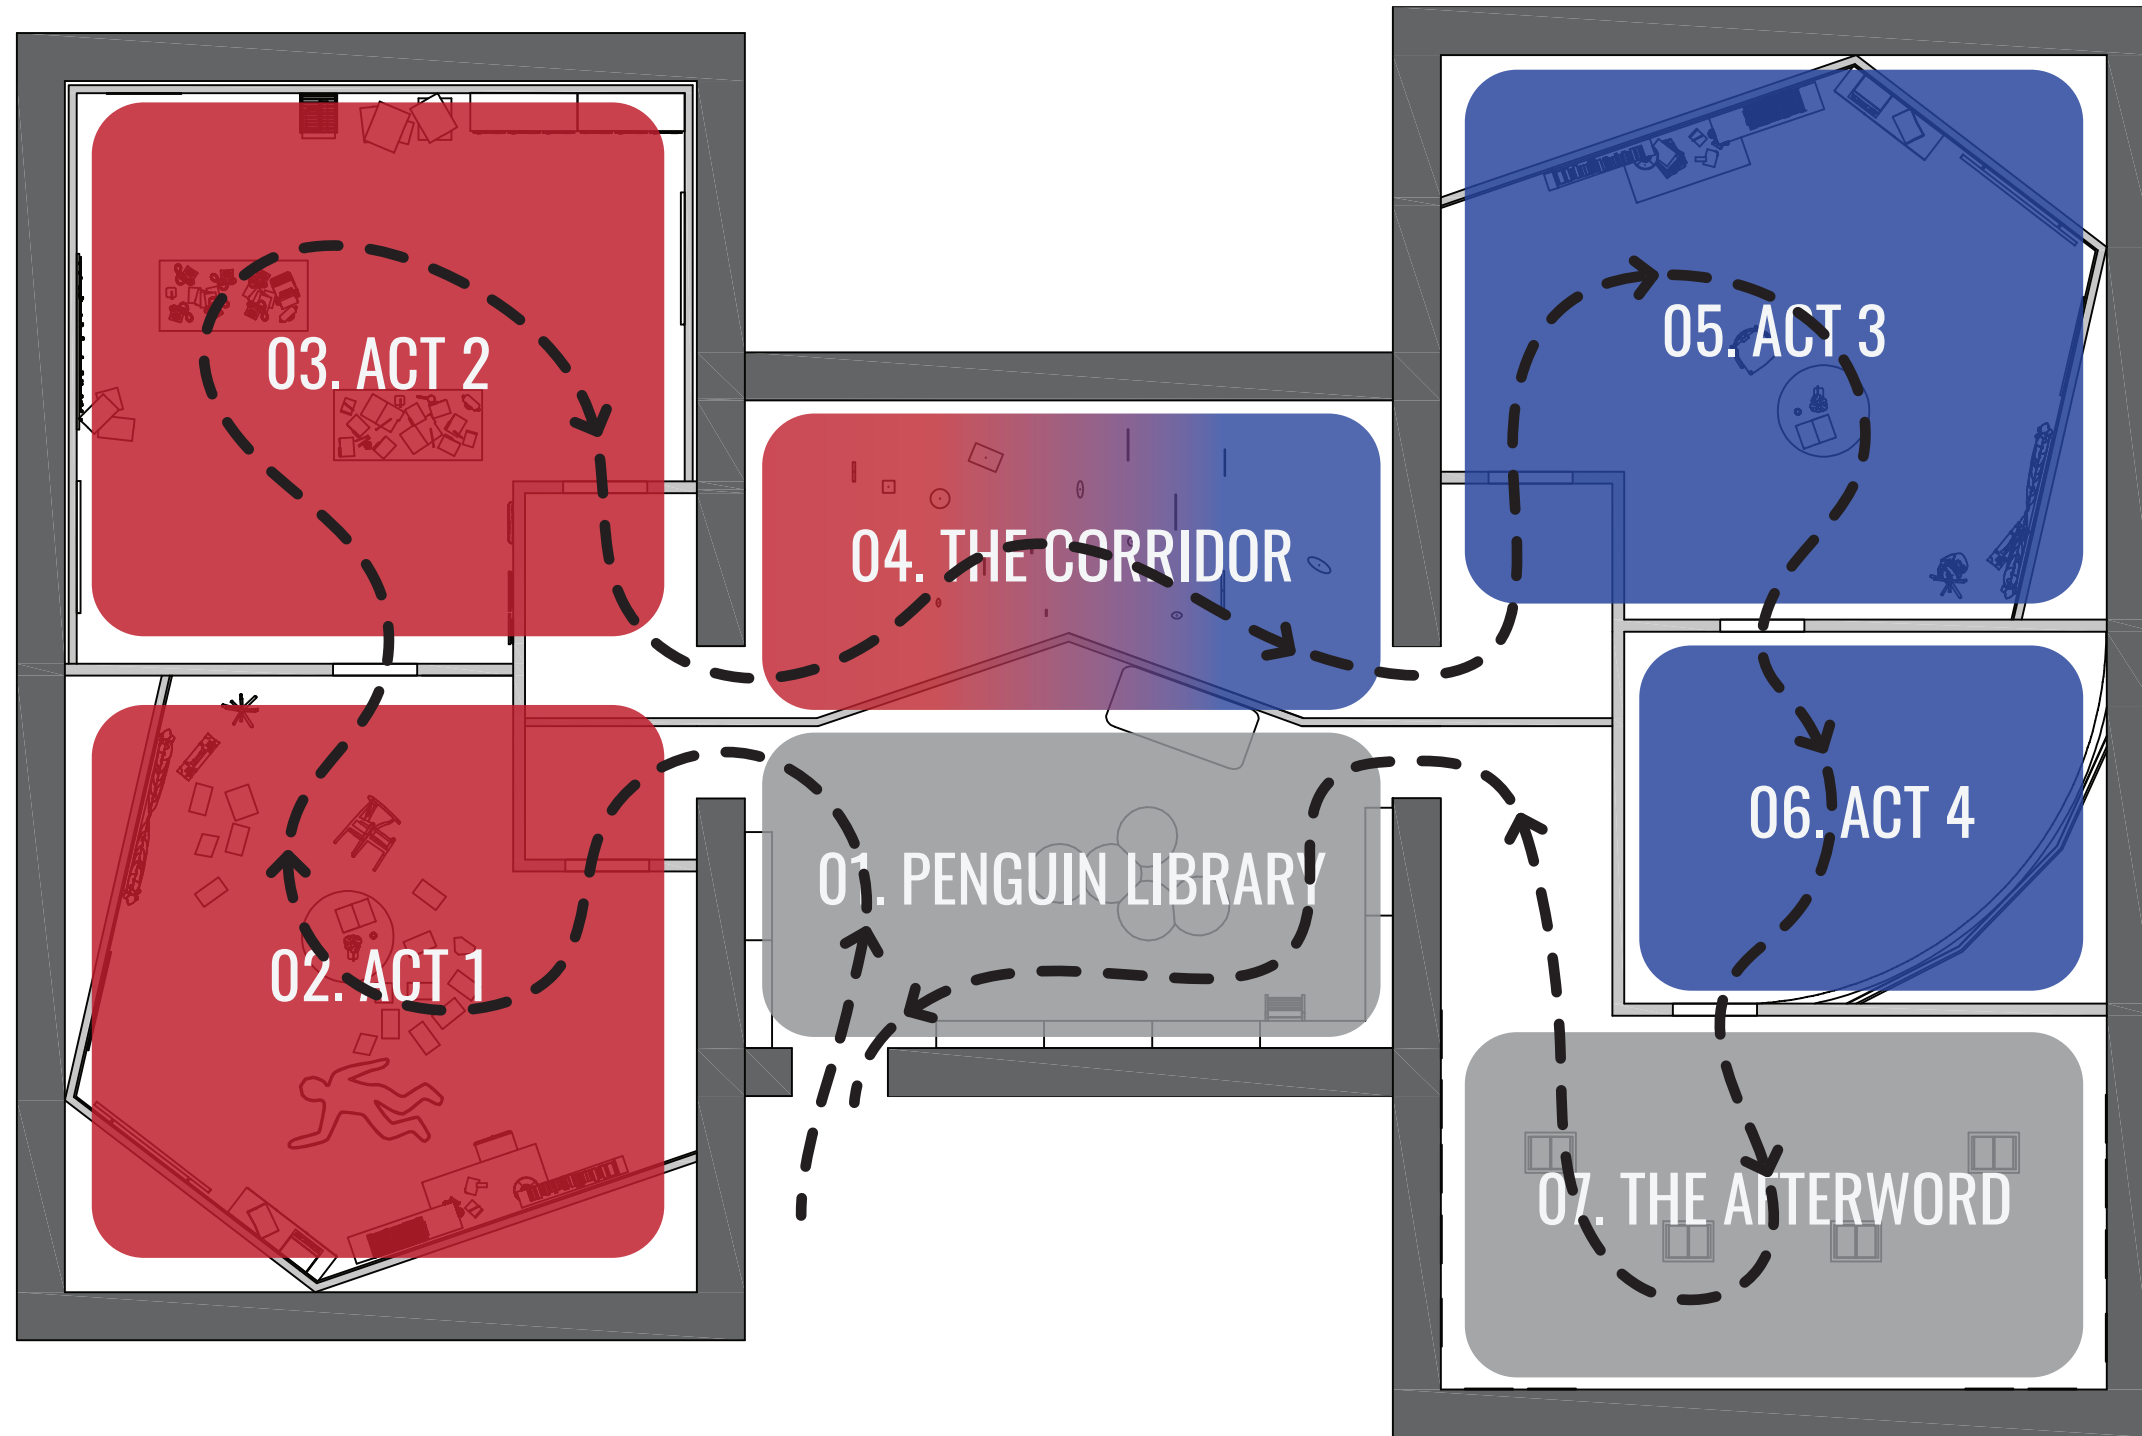 01. PENGUIN LIBRARY
02. ACT 1
03. ACT 2
04. THE CORRIDOR
05. ACT 3
06. ACT 4
07. THE AFTERWORD